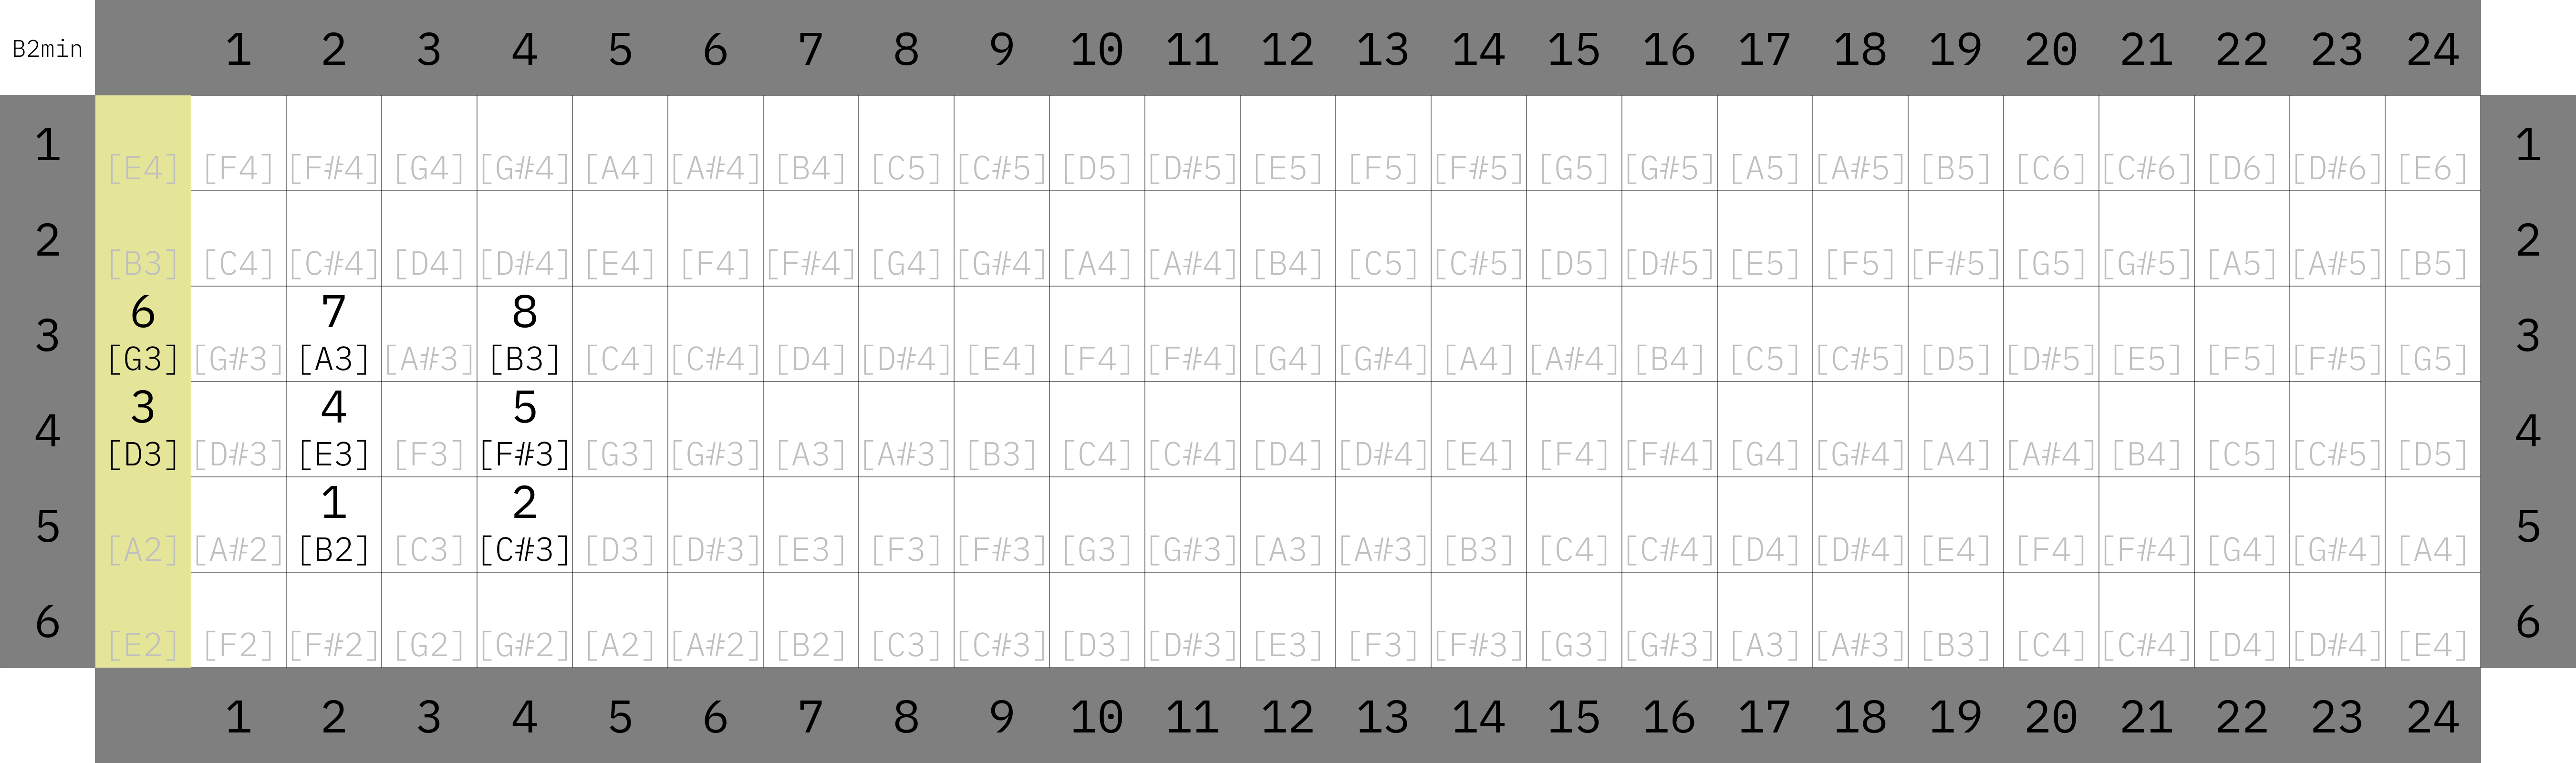 B2min 1 2 3 4 5 6 7 8 9 10 11 12 13 14 15 16 17 18 19 20 21 22 23 24
1 [E4] [F4] [F#4] [G4] [G#4] [A4] [A#4] [B4] [C5] [C#5] [D5] [D#5] [E5] [F5] [F#5] [G5] [G#5] [A5] [A#5] [B5] [C6] [C#6] [D6] [D#6] [E6] 1
2 [B3] [C4] [C#4] [D4] [D#4] [E4] [F4] [F#4] [G4] [G#4] [A4] [A#4] [B4] [C5] [C#5] [D5] [D#5] [E5] [F5] [F#5] [G5] [G#5] [A5] [A#5] [B5] 2
6 7 8
3 [G3] [G#3] [A3] [A#3] [B3] [C4] [C#4] [D4] [D#4] [E4] [F4] [F#4] [G4] [G#4] [A4] [A#4] [B4] [C5] [C#5] [D5] [D#5] [E5] [F5] [F#5] [G5] 3
3 4 5
4 [D3] [D#3] [E3] [F3] [F#3] [G3] [G#3] [A3] [A#3] [B3] [C4] [C#4] [D4] [D#4] [E4] [F4] [F#4] [G4] [G#4] [A4] [A#4] [B4] [C5] [C#5] [D5] 4
1 2
5 [A2] [A#2] [B2] [C3] [C#3] [D3] [D#3] [E3] [F3] [F#3] [G3] [G#3] [A3] [A#3] [B3] [C4] [C#4] [D4] [D#4] [E4] [F4] [F#4] [G4] [G#4] [A4] 5
6 [E2] [F2] [F#2] [G2] [G#2] [A2] [A#2] [B2] [C3] [C#3] [D3] [D#3] [E3] [F3] [F#3] [G3] [G#3] [A3] [A#3] [B3] [C4] [C#4] [D4] [D#4] [E4] 6
1 2 3 4 5 6 7 8 9 10 11 12 13 14 15 16 17 18 19 20 21 22 23 24